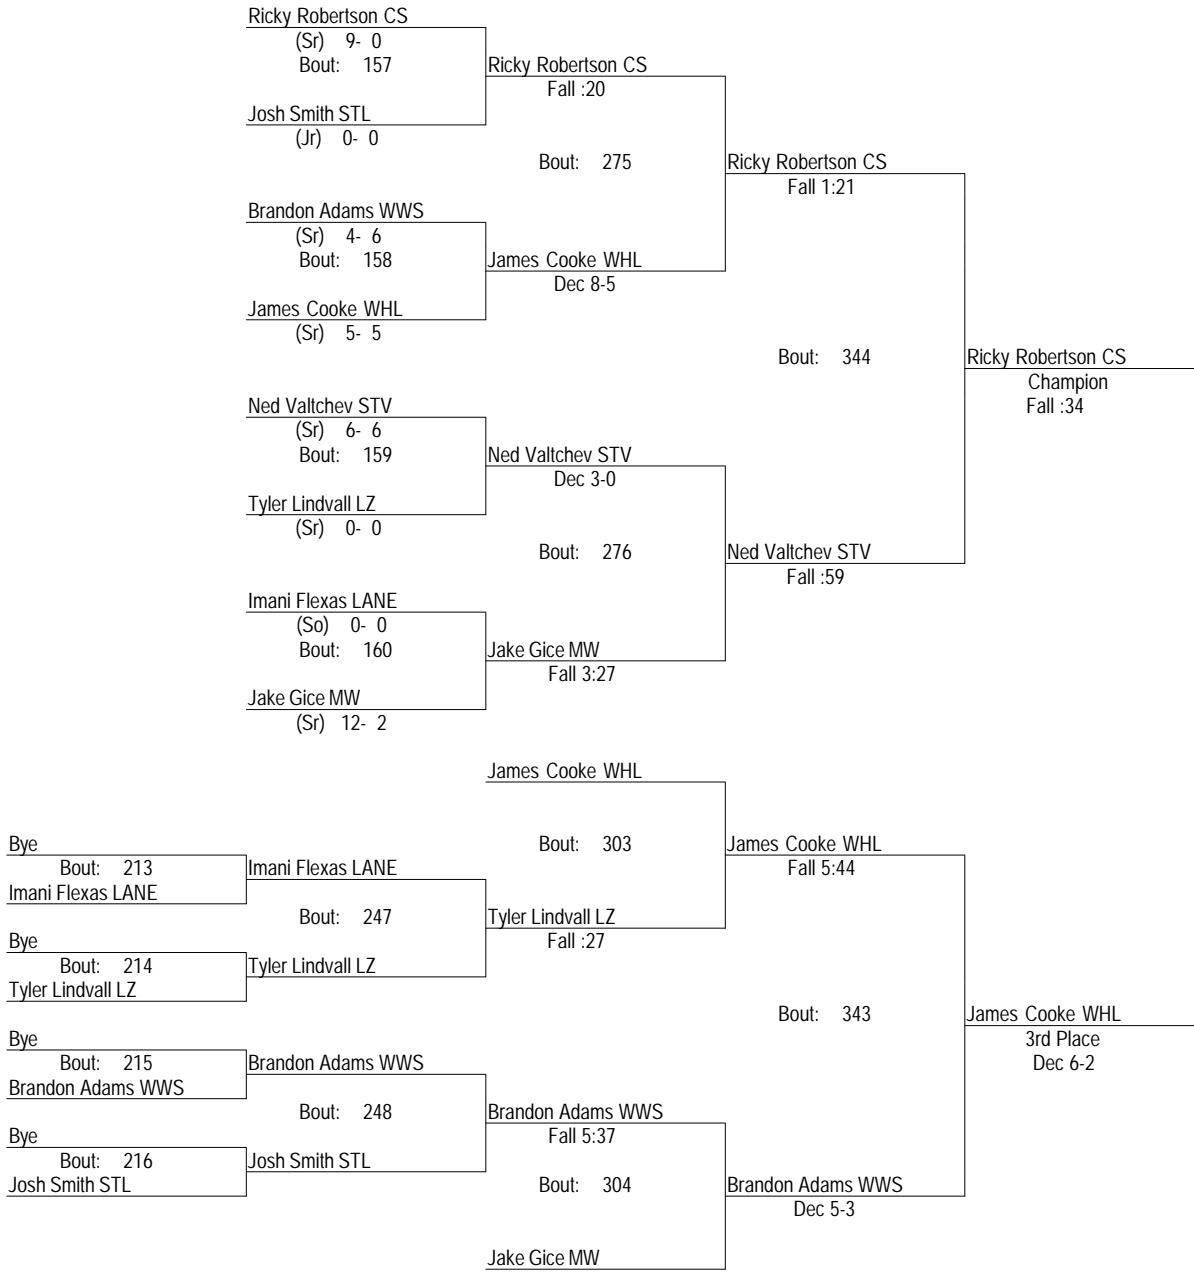 Ricky Robertson CS
(Sr) 9- 0
Bout: 157
Ricky Robertson CS
Fall :20
Josh Smith STL
(Jr) 0- 0
Bout: 275
Ricky Robertson CS
Fall 1:21
Brandon Adams WWS
(Sr) 4- 6
Bout: 158
James Cooke WHL
Dec 8-5
James Cooke WHL
(Sr) 5- 5
Bout: 344
Ricky Robertson CS
Champion
Fall :34
Ned Valtchev STV
(Sr) 6- 6
Bout: 159
Ned Valtchev STV
Dec 3-0
Tyler Lindvall LZ
(Sr) 0- 0
Bout: 276
Ned Valtchev STV
Fall :59
Imani Flexas LANE
(So) 0- 0
Bout: 160
Jake Gice MW
Fall 3:27
Jake Gice MW
(Sr) 12- 2
James Cooke WHL
Bye
Bout: 213
Imani Flexas LANE
Imani Flexas LANE
Bout: 303
James Cooke WHL
Fall 5:44
Bout: 247
Tyler Lindvall LZ
Fall :27
Bye
Bout: 214
Tyler Lindvall LZ
Tyler Lindvall LZ
Bout: 343
James Cooke WHL
3rd Place
Dec 6-2
Bye
Bout: 215
Brandon Adams WWS
Brandon Adams WWS
Bout: 248
Brandon Adams WWS
Fall 5:37
Bye
Bout: 216
Josh Smith STL
Josh Smith STL
Bout: 304
Brandon Adams WWS
Dec 5-3
Jake Gice MW